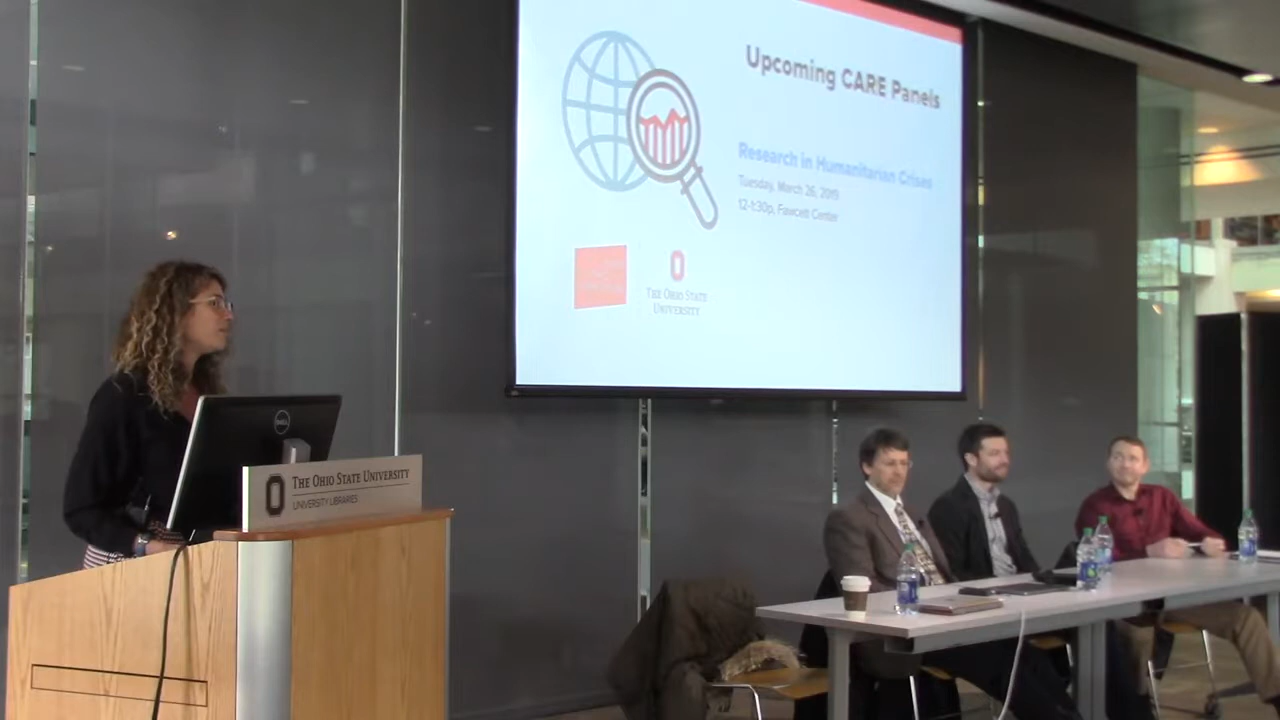 Upcoming CARE Panels
Research in Humanitarian Crises
Tuesday, March 26, 2019
12-1:30p, Fawcett Center
THE OHIO STATE
UNIVERSITY
DELL
THE OHIO STATE UNIVERSITY
UNIVERSITY LIBRARIES